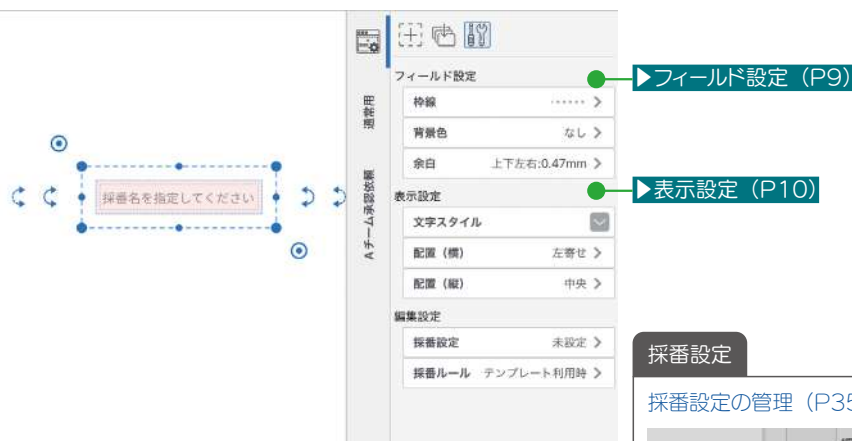 フィールド設定
▶フィールド設定（P9）
枠線
背景色 なし
余白 上下左右:0.47mm
通常用
採番名を指定してください
表示設定
▶表示設定（P10）
文字スタイル
配置（横） 左寄せ
配置（縦） 中央
Aチーム承認依頼
編集設定
採番設定 未設定
採番ルール テンプレート利用時
採番設定
採番設定の管理（P35